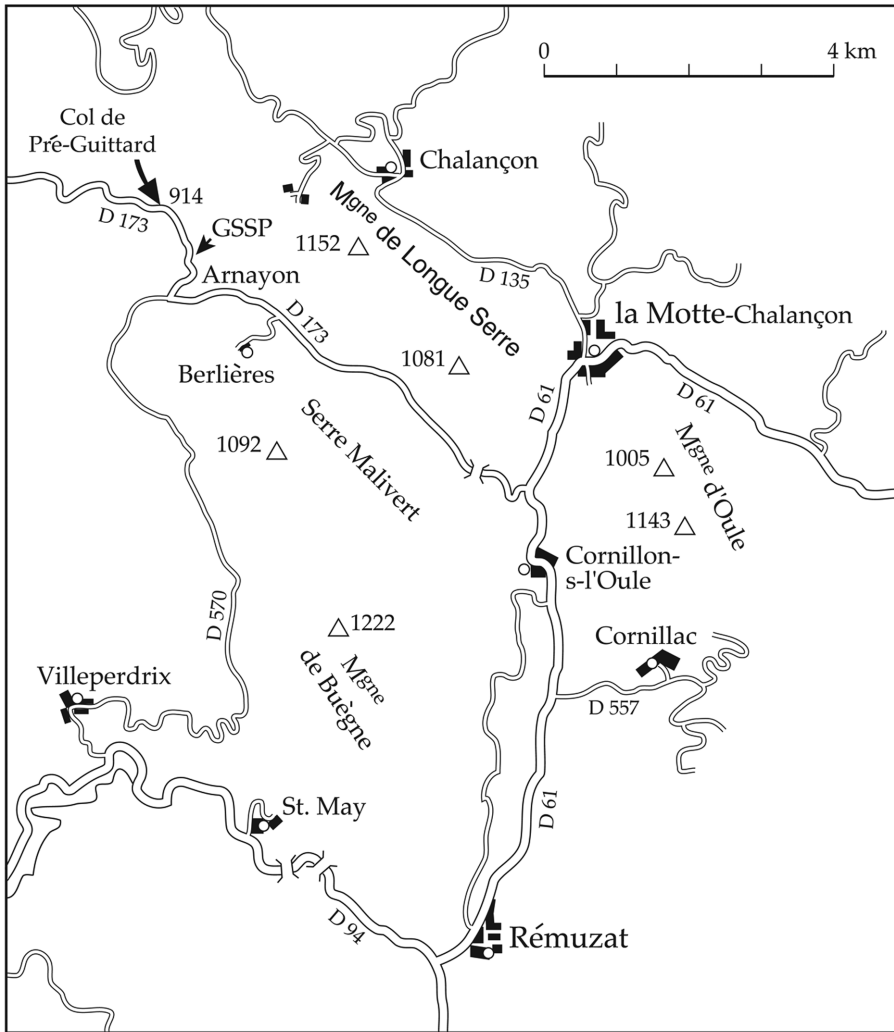 0 4 km
Col de
Pré-Guittard
914
D 173
GSSP
Chalançon
Mgne de Longue Serre
1152
D 135
Arnayon
D 173
la Motte-Chalançon
Berlières
1081
D 61
D 61
Serre Malivert
1092
1005
Mgne d'Oule
1143
Cornillon-
s-l'Oule
D 570
1222
Cornillac
Mgne
de Buègne
Villeperdrix
D 557
St. May
D 61
D 94
Rémuzat